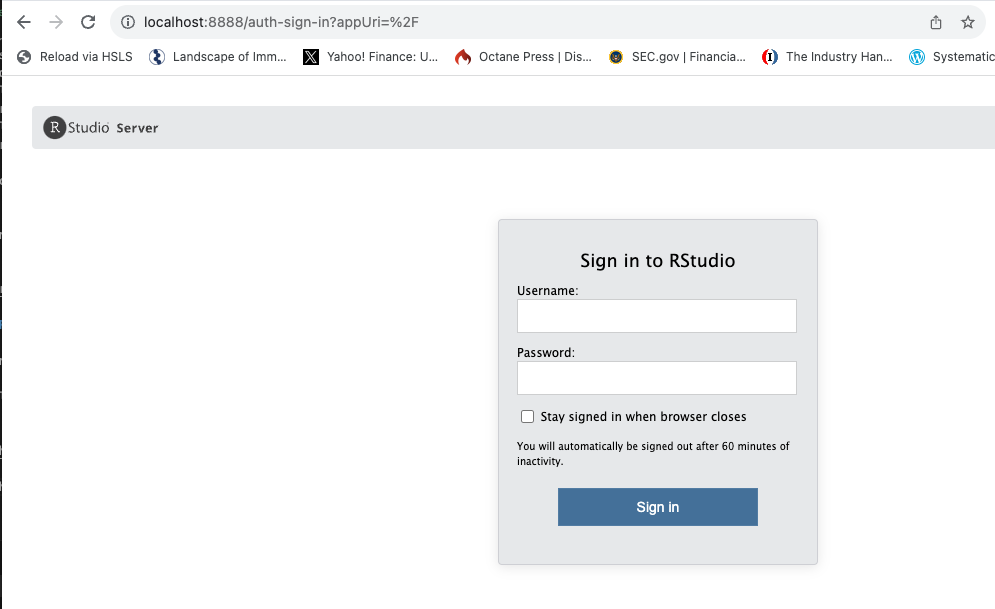 localhost:8888/auth-sign-in?appUri=%2F
Reload via HSLS
Landscape of Imm...
Yahoo! Finance: U...
Octane Press | Dis...
SEC.gov | Financia...
The Industry Han...
Systematic
R Studio Server
Sign in to RStudio
Username:
Password:
Stay signed in when browser closes
You will automatically be signed out after 60 minutes of
inactivity.
Sign in